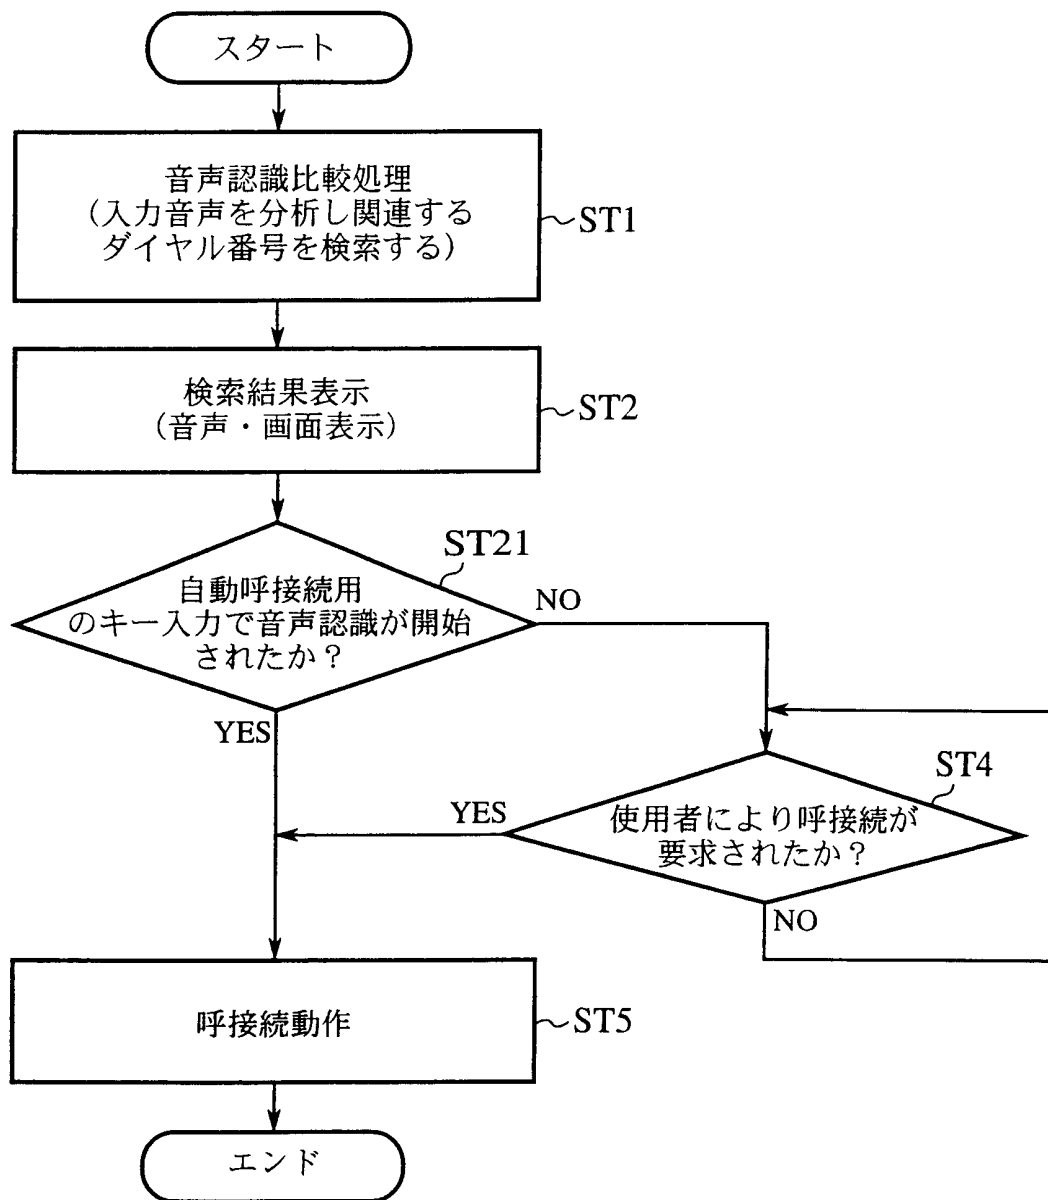 スタート
音声認識比較処理
（入力音声を分析し関連する
ダイヤル番号を検索する）
ST1
検索結果表示
（音声・画面表示）
ST2
ST21
自動呼接続用
のキー入力で音声認識が開始
されたか？
NO
YES
ST4
使用者により呼接続が
要求されたか？
YES
NO
呼接続動作
ST5
エンド